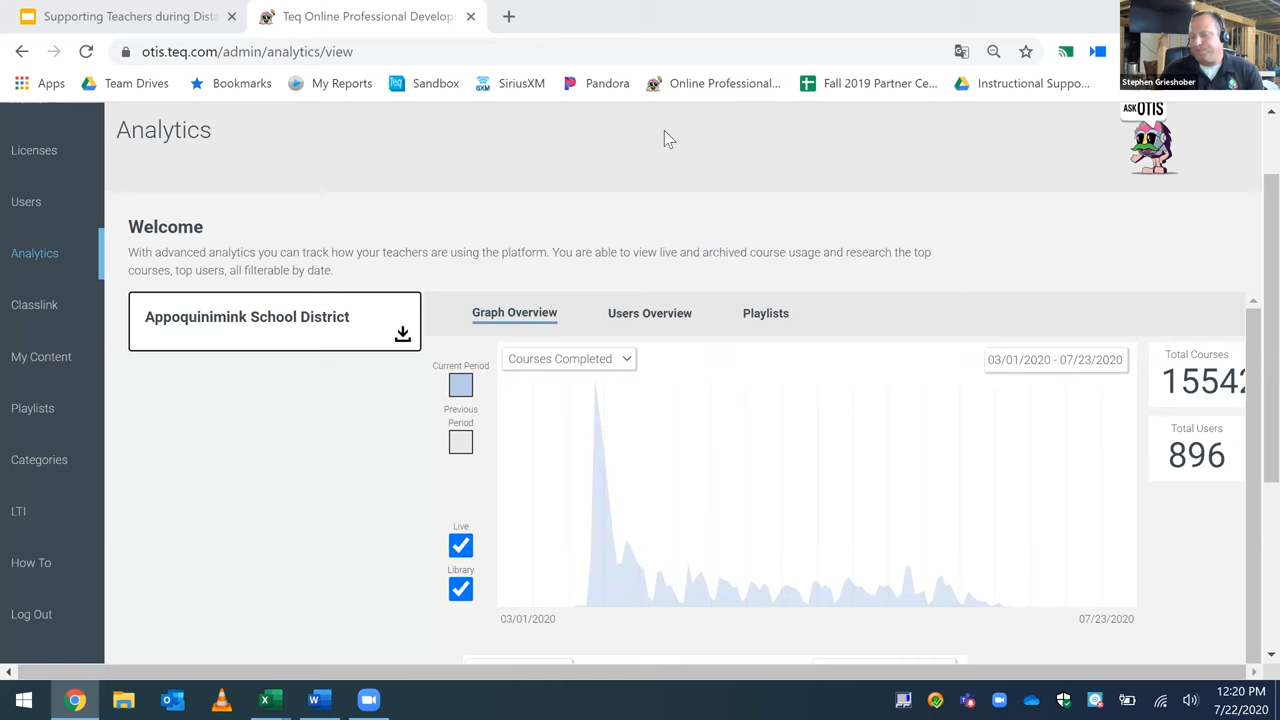 Supporting Teachers during Dist
Teq Online Professional Develop
otis.teq.com/admin/analytics/view
Apps
Team Drives
Bookmarks
My Reports
Sandbox
SiriusXM
Pandora
Online Professional...
Fall 2019 Partner Ce...
Instructional Suppo...
Stephen Grieshober
ASK OTIS
Analytics
Licenses
Users
Analytics
Classlink
My Content
Playlists
Categories
LTI
How To
Log Out
Welcome
With advanced analytics you can track how your teachers are using the platform. You are able to view live and archived course usage and research the top
courses, top users, all filterable by date.
Appoquinimink School District
Graph Overview
Users Overview
Playlists
Courses Completed
03/01/2020 - 07/23/2020
Current Period
Previous
Period
Live
Library
03/01/2020
07/23/2020
Total Courses
15542
Total Users
896
12:20 PM
7/22/2020